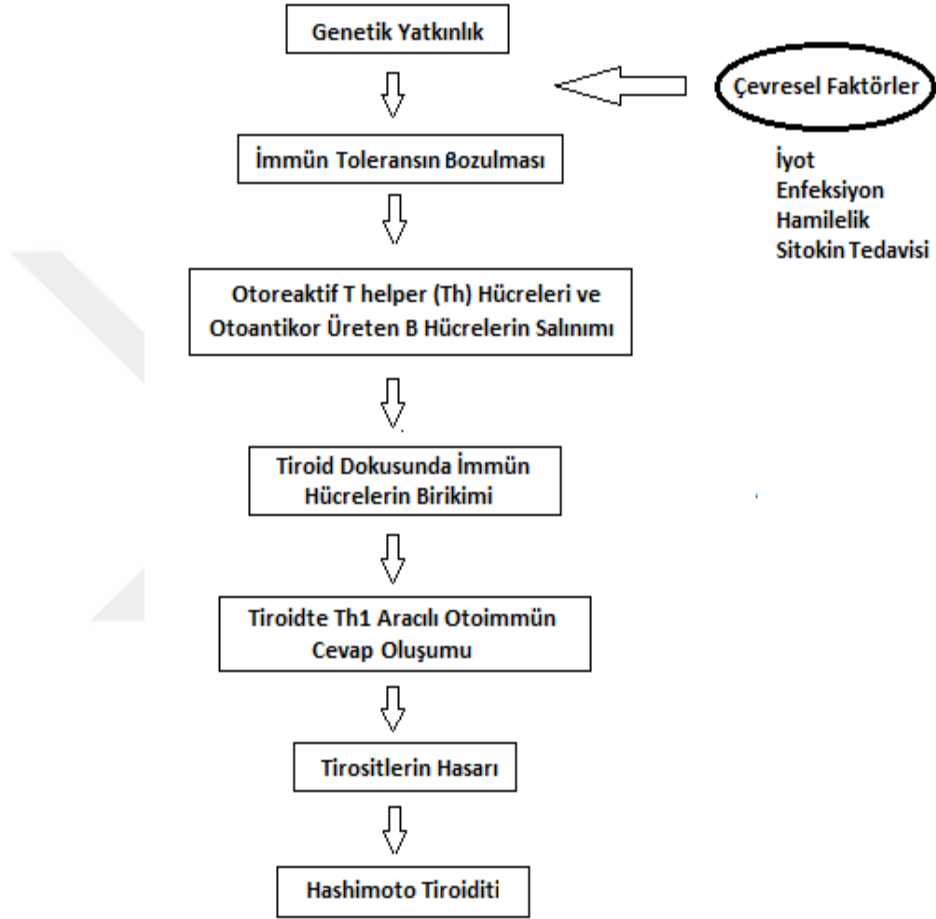 Genetik Yatkınlık
Çevresel Faktörler
İyot
Enfeksiyon
Hamilelik
Sitokin Tedavisi
İmmün Toleransın Bozulması
Otoreaktif T helper (Th) Hücreleri ve
Otoantikor Üreten B Hücrelerin Salınımı
Tiroid Dokusunda İmmün
Hücrelerin Birikimi
Tiroidte Th1 Aracılı Otoimmün
Cevap Oluşumu
Tirositlerin Hasarı
Hashimoto Tiroiditi